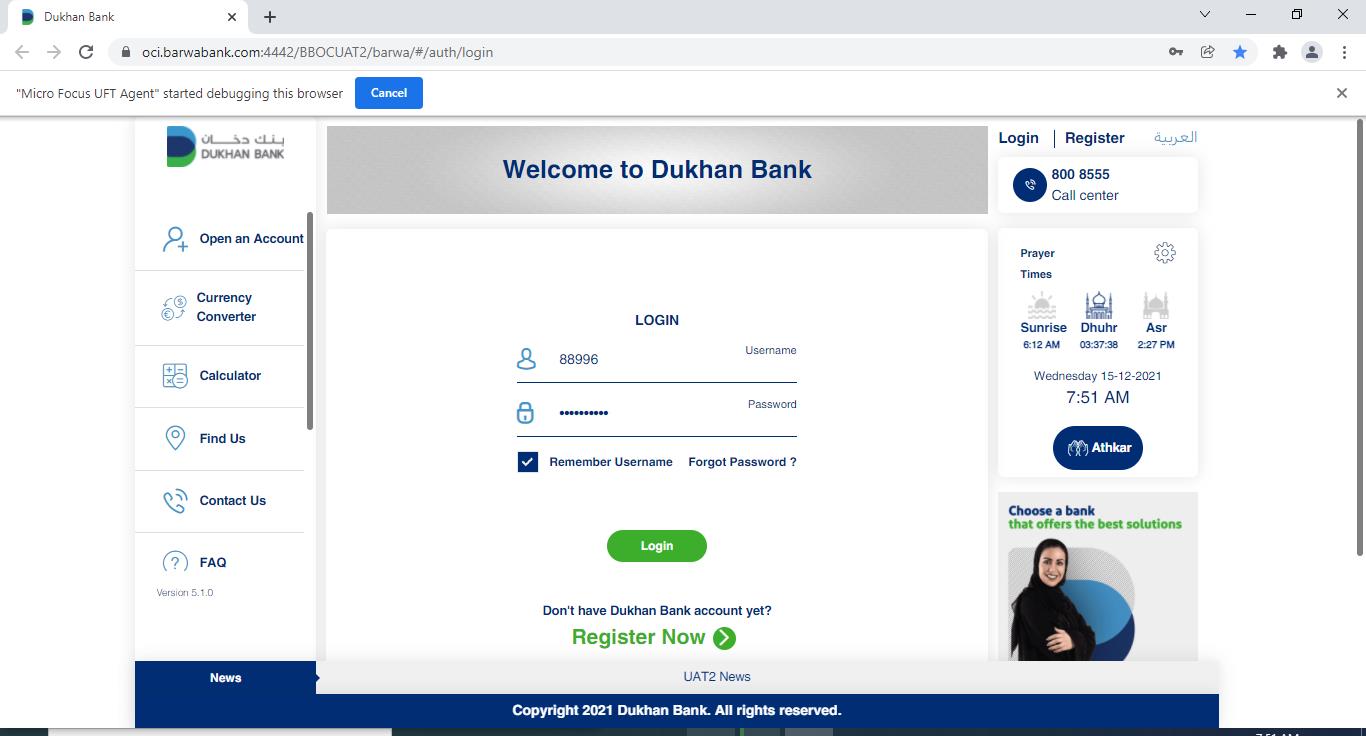 Dukhan Bank
oci.barwabank.com:4442/BBOCUAT2/barwa/#/auth/login
"Micro Focus UFT Agent" started debugging this browser
Cancel
بنك دخان
DUKHAN BANK
Welcome to Dukhan Bank
Login
Register
العربية
800 8555
Call center
Open an Account
Currency
Converter
Calculator
Find Us
Contact Us
FAQ
Version 5.1.0
LOGIN
Username
88996
Password
••••••••••
Remember Username
Forgot Password ?
Login
Don't have Dukhan Bank account yet?
Register Now
Prayer
Times
Sunrise Dhuhr Asr
6:12 AM 03:37:38 2:27 PM
Wednesday 15-12-2021
7:51 AM
Athkar
Choose a bank
that offers the best solutions
News
UAT2 News
Copyright 2021 Dukhan Bank. All rights reserved.
7:51 AM